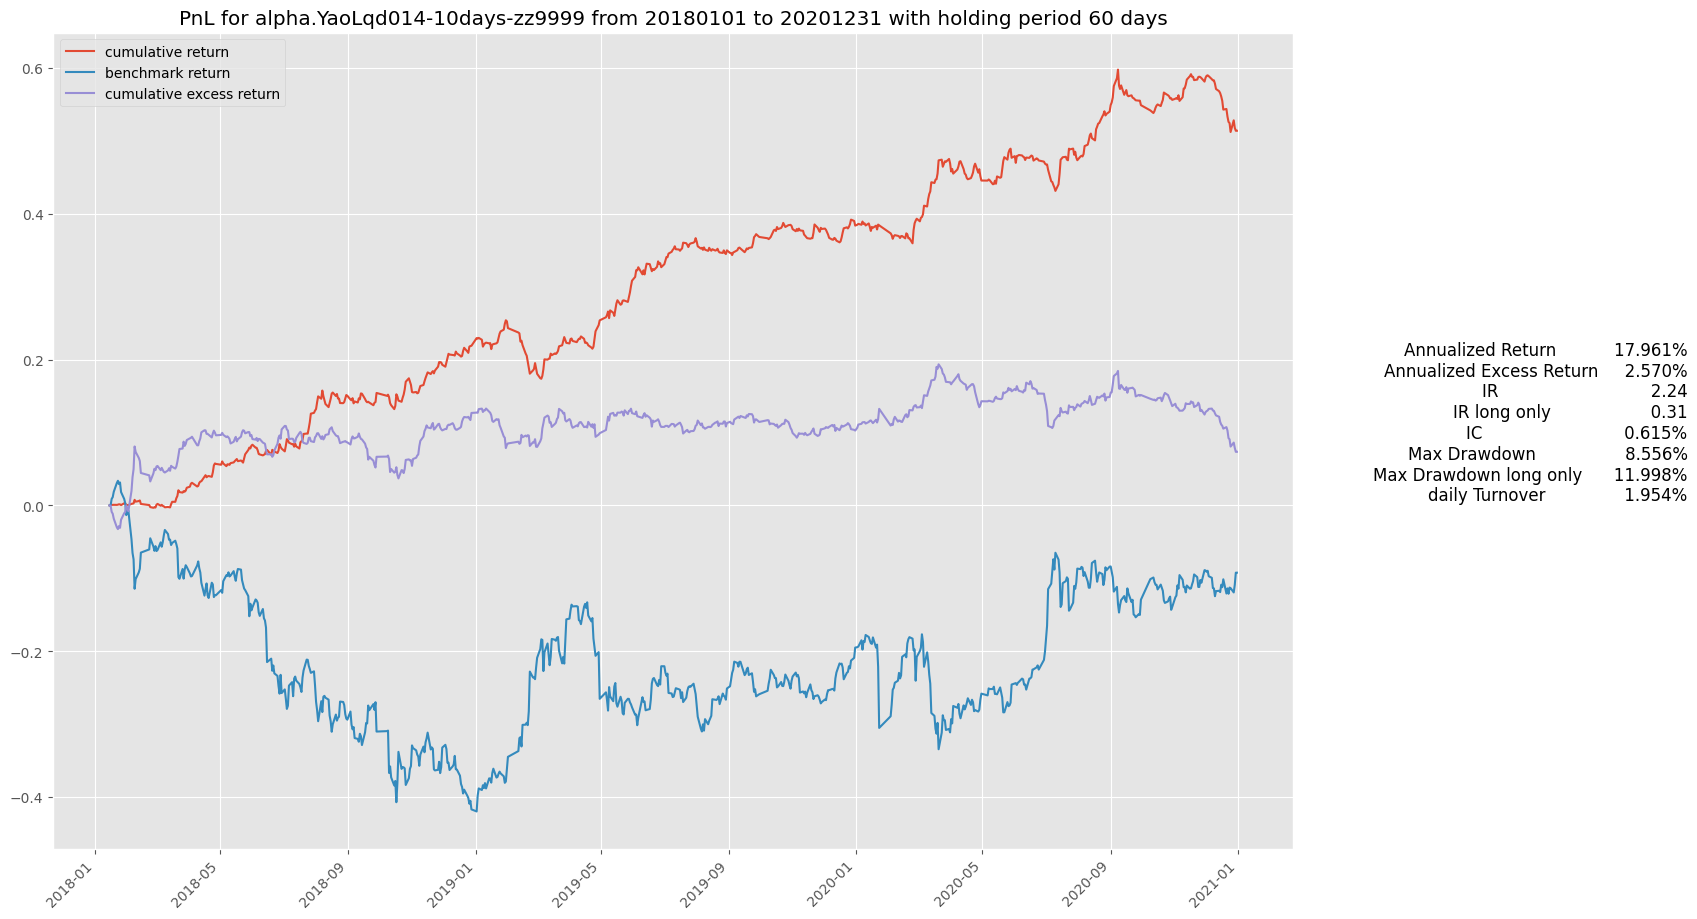 PnL for alpha.YaoLqd014-10days-zz9999 from 20180101 to 20201231 with holding period 60 days
cumulative return
benchmark return
cumulative excess return
0.6
0.4
0.2
0.0
−0.2
−0.4
2018-01
2018-05
2018-09
2019-01
2019-05
2019-09
2020-01
2020-05
2020-09
2021-01
Annualized Return 17.961%
Annualized Excess Return 2.570%
IR 2.24
IR long only 0.31
IC 0.615%
Max Drawdown 8.556%
Max Drawdown long only 11.998%
daily Turnover 1.954%